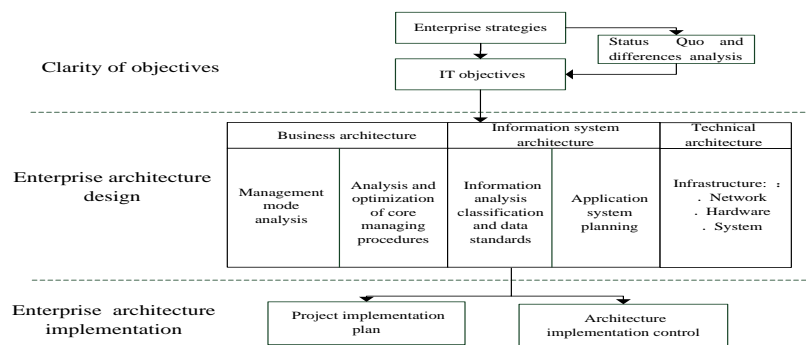 Enterprise strategies
Status Quo and
differences analysis
Clarity of objectives
IT objectives
Business architecture
Information system
architecture
Technical
architecture
Enterprise architecture
design
Management
mode
analysis
Analysis and
optimization
of core
managing
procedures
Information
analysis
classification
and data
standards
Application
system
planning
Infrastructure: :
. Network
. Hardware
. System
Enterprise architecture
implementation
Project implementation
plan
Architecture
implementation control